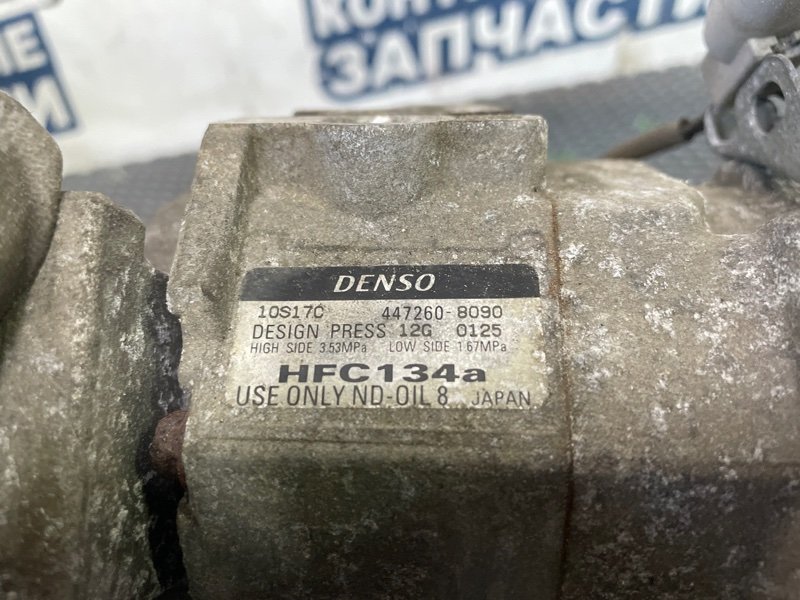 КОНТРА
ЗАПЧАСТИ
DENSO
10S17C 447260-8090
DESIGN PRESS 12G 0125
HIGH SIDE 3.53MPa LOW SIDE 1.67MPa
HFC134a
USE ONLY ND-OIL 8 JAPAN